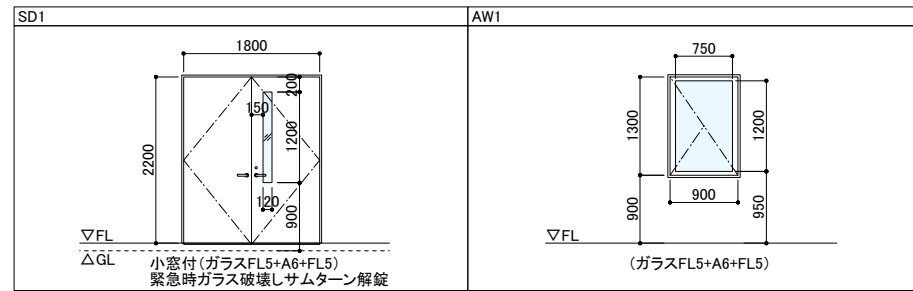 SD1
1800
200
150
1200
2200
120
900
▽FL
△GL
小窓付(ガラスFL5+A6+FL5)
緊急時ガラス破壊しサムターン解錠
AW1
750
1300
1200
900
900
950
▽FL
(ガラスFL5+A6+FL5)